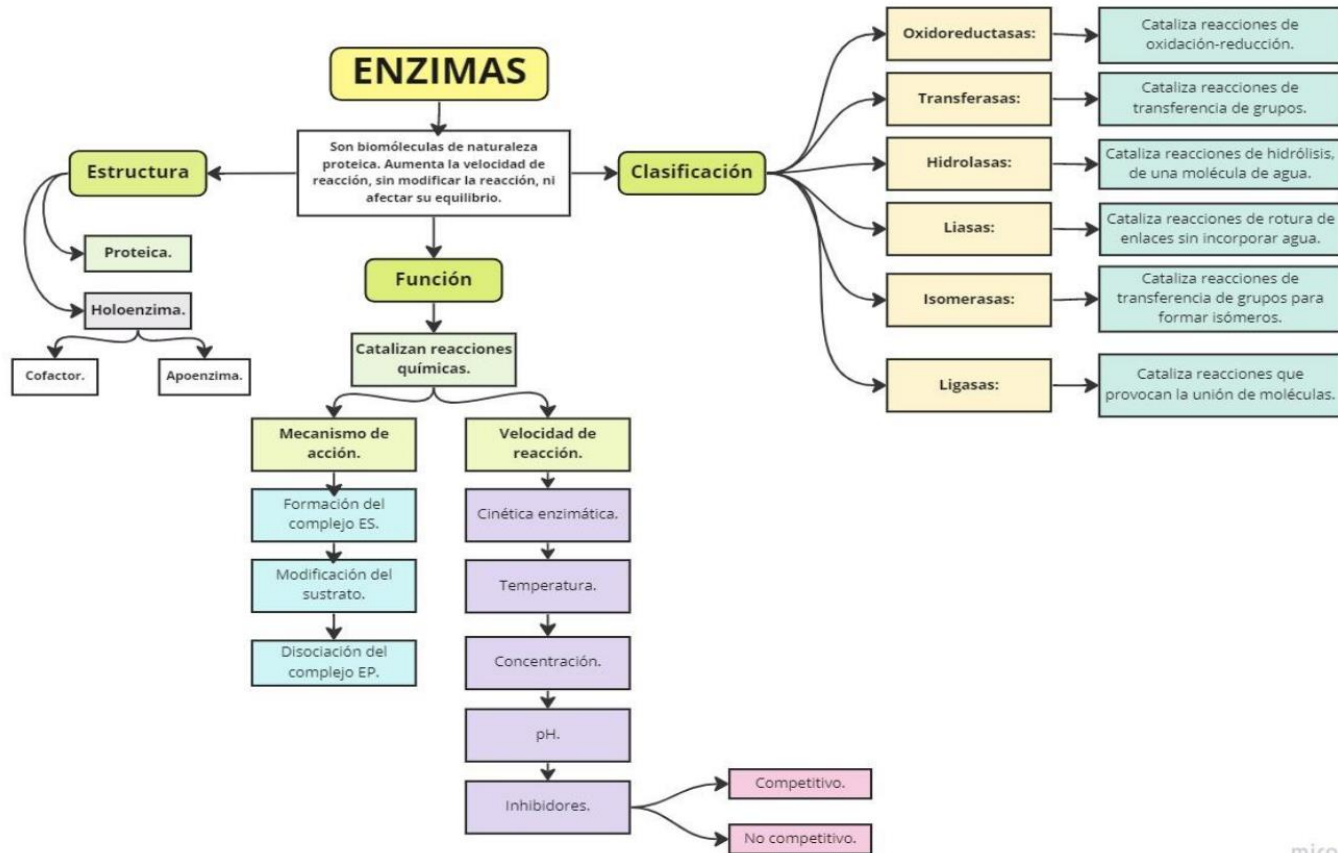 ENZIMAS
Son biomóleculas de naturaleza
proteica. Aumenta la velocidad de
reacción, sin modificar la reacción, ni
afectar su equilibrio.
Estructura
Proteica.
Holoenzima.
Cofactor.
Apoenzima.
Función
Catalizan reacciones
químicas.
Mecanismo de
acción.
Formación del
complejo ES.
Modificación del
sustrato.
Disociación del
complejo EP.
Velocidad de
reacción.
Cinética enzimática.
Temperatura.
Concentración.
pH.
Inhibidores.
Competitivo.
No competitivo.
Clasificación
Oxidoreductasas:
Cataliza reacciones de
oxidación-reducción.
Transferasas:
Cataliza reacciones de
transferencia de grupos.
Hidrolasas:
Cataliza reacciones de hidrólisis,
de una molécula de agua.
Liasas:
Cataliza reacciones de rotura de
enlaces sin incorporar agua.
Isomerasas:
Cataliza reacciones de
transferencia de grupos para
formar isómeros.
Ligasas:
Cataliza reacciones que
provocan la unión de moléculas.
miro